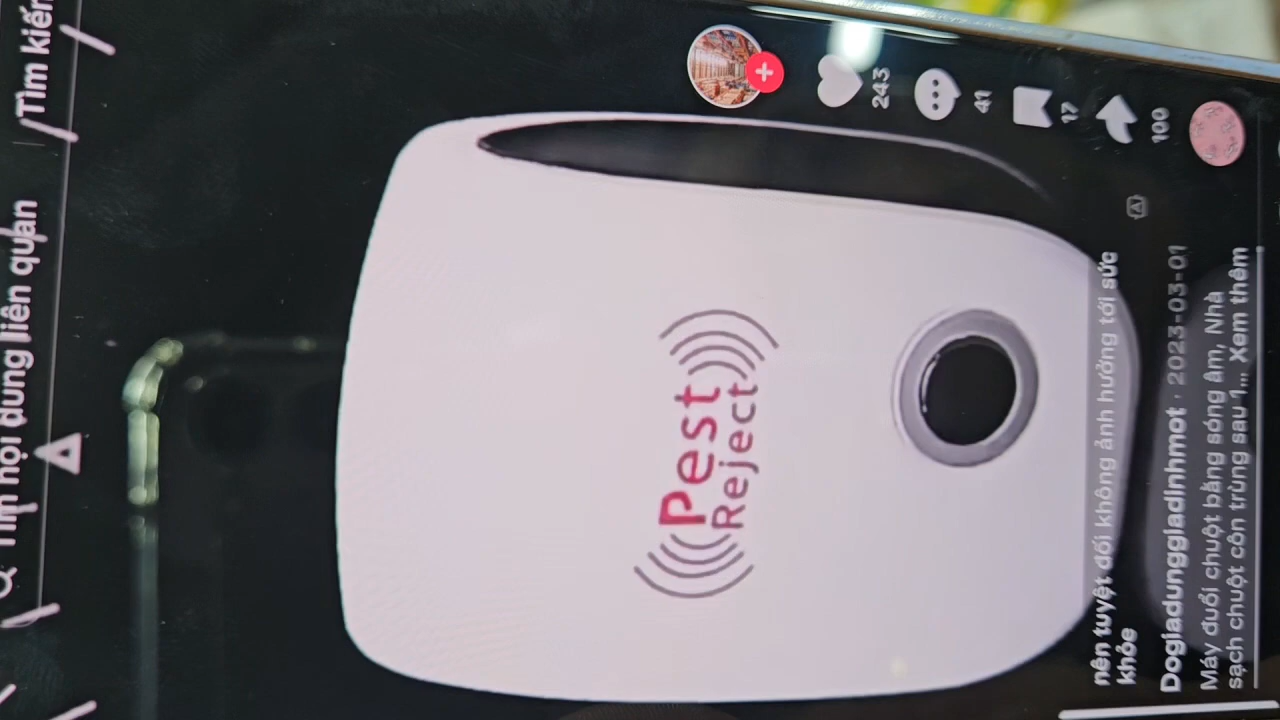 Tìm nội dung liên quan
Tìm kiếm
Pest
Reject
243
41
17
100
nên tuyệt đối không ảnh hưởng tới sức
khỏe
Dogiadunggiadinhmot · 2023-03-01
Máy đuổi chuột bằng sóng âm, Nhà
sạch chuột côn trùng sau 1... Xem thêm